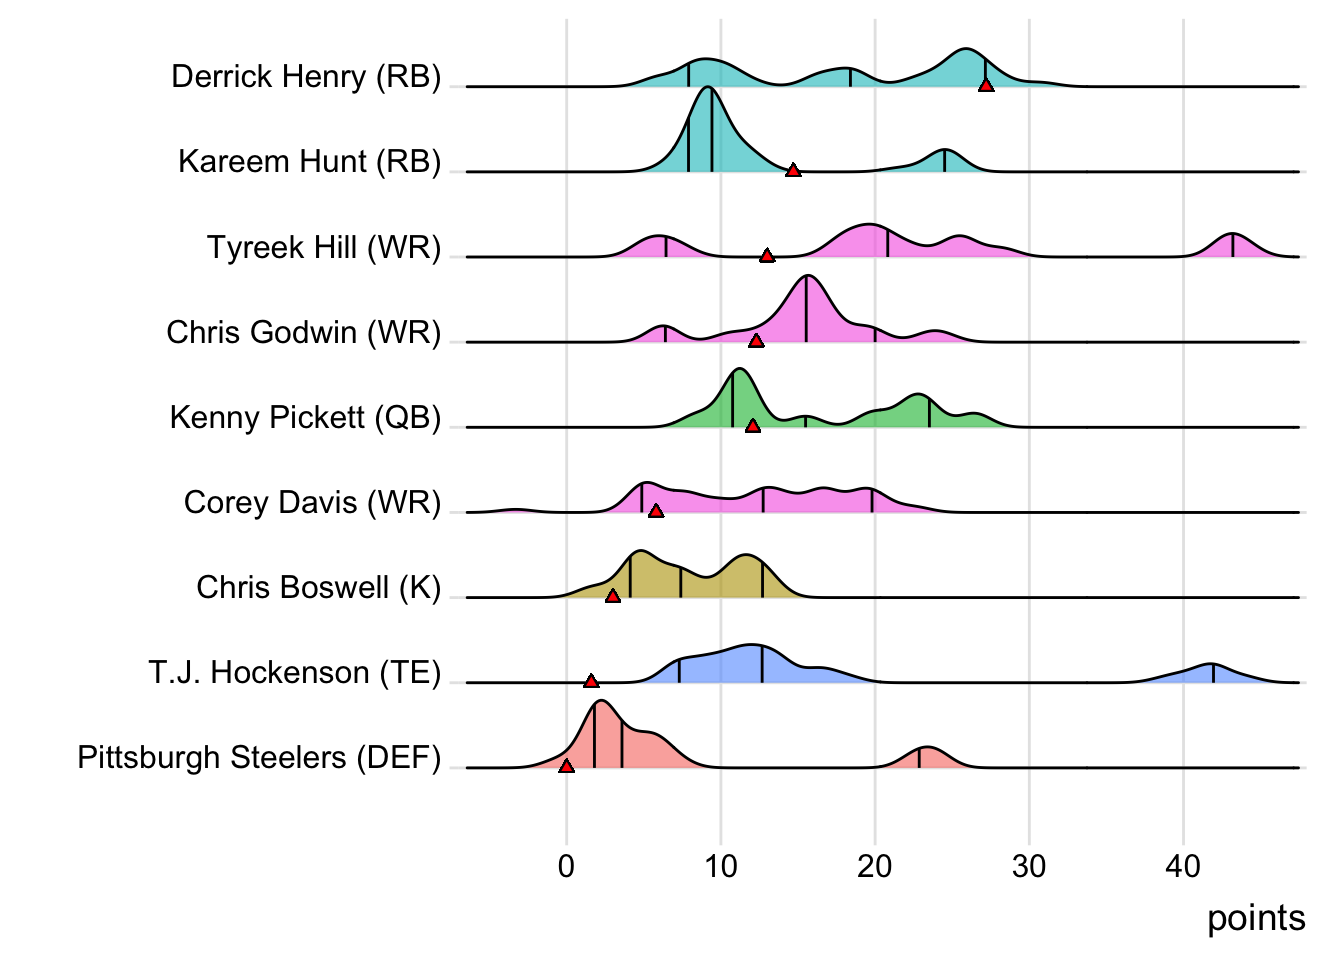 Derrick Henry (RB)
Kareem Hunt (RB)
Tyreek Hill (WR)
Chris Godwin (WR)
Kenny Pickett (QB)
Corey Davis (WR)
Chris Boswell (K)
T.J. Hockenson (TE)
Pittsburgh Steelers (DEF)
0 10 20 30 40
points